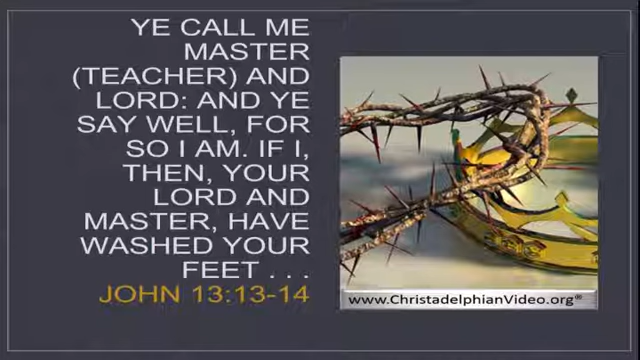 YE CALL ME
MASTER
(TEACHER) AND
LORD: AND YE
SAY WELL, FOR
SO I AM. IF I,
THEN, YOUR
LORD AND
MASTER, HAVE
WASHED YOUR
FEET . . .
JOHN 13:13-14
www.ChristadelphianVideo.org®